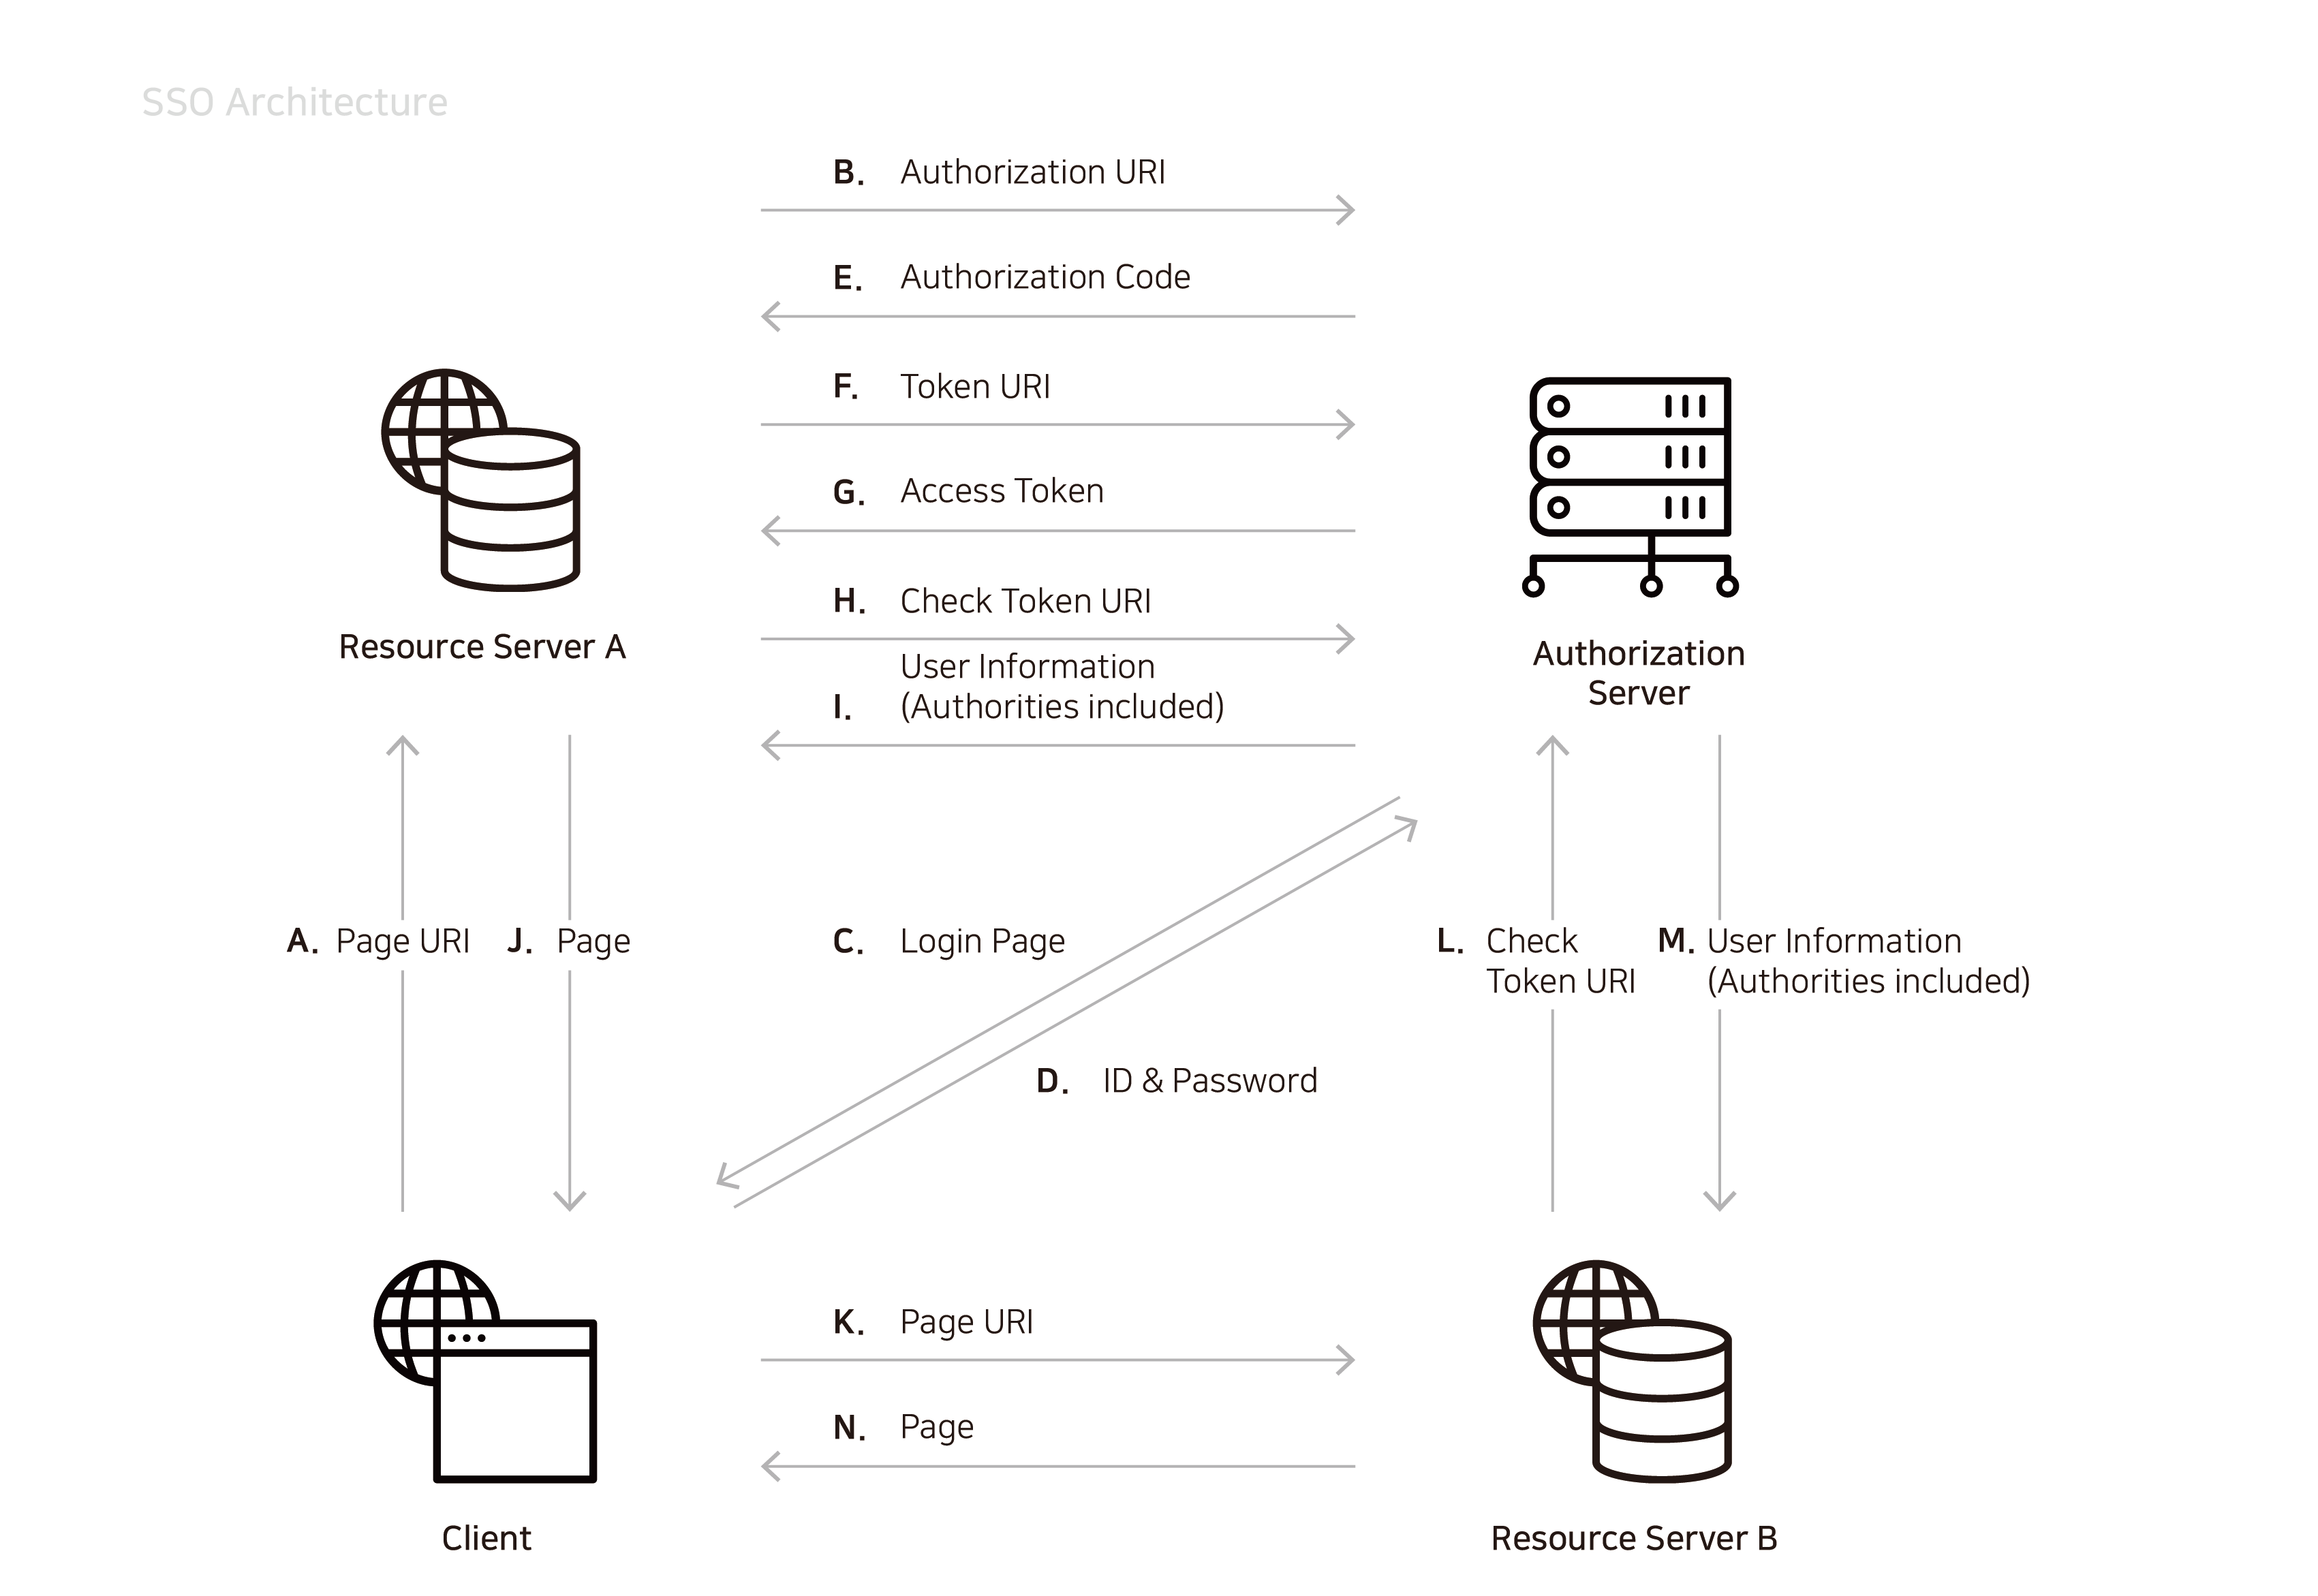 SSO Architecture
B. Authorization URI
E. Authorization Code
F. Token URI
G. Access Token
H. Check Token URI
User Information
I. (Authorities included)
Resource Server A
Authorization
Server
A. Page URI
J. Page
C. Login Page
D. ID & Password
L. Check
Token URI
M. User Information
(Authorities included)
K. Page URI
N. Page
Client
Resource Server B